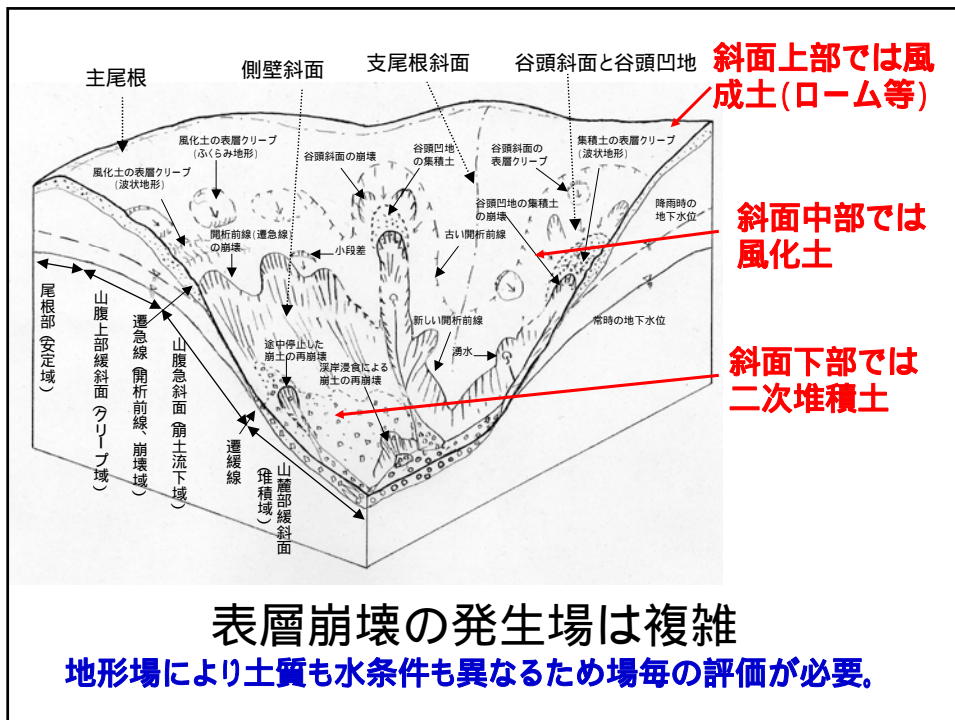 主尾根
側壁斜面
支尾根斜面
谷頭斜面と谷頭凹地
斜面上部では風
成土(ローム等)
風化土の表層クリープ
(ふくらみ地形)
風化土の表層クリープ
(波状地形)
谷頭斜面の崩壊
谷頭凹地
の集積土
谷頭斜面の
表層クリープ
集積土の表層クリープ
(波状地形)
谷頭凹地の集積土
の崩壊
降雨時の
地下水位
開析前線(遷急線)
の崩壊
小段差
古い開析前線
斜面中部では
風化土
新しい開析前線
湧水
常時の地下水位
途中停止した
崩土の再崩壊
渓岸浸食による
崩土の再崩壊
斜面下部では
二次堆積土
尾根部(安定域)
山腹上部緩斜面(クリープ域)
遷急線(開析前線、崩壊域)
山腹急斜面(崩土流下域)
遷緩線
山麓部緩斜面
(堆積域)
表層崩壊の発生場は複雑
地形場により土質も水条件も異なるため場毎の評価が必要。